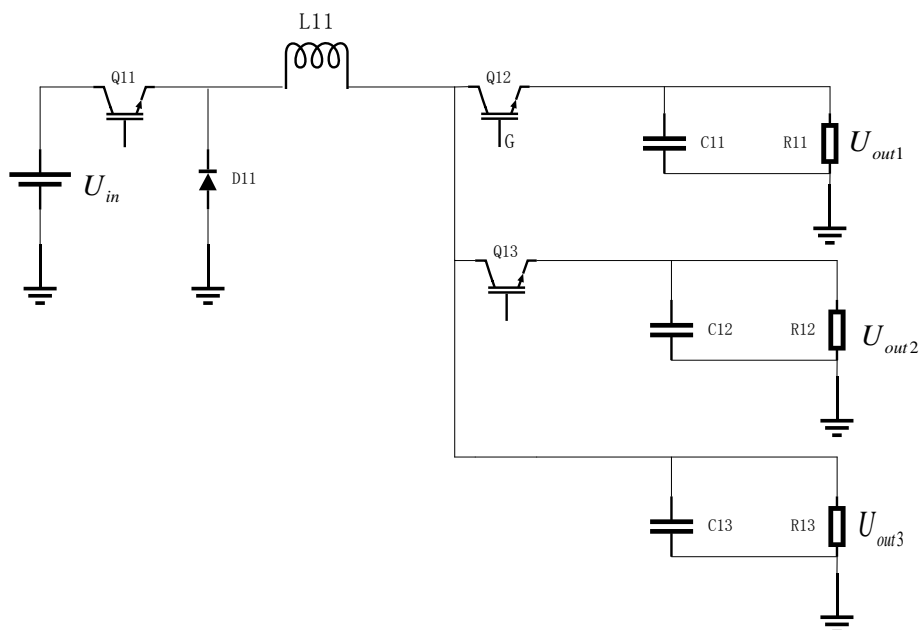 L11
Q11
Q12
G
C11
R11
U_out1
U_in
D11
Q13
C12
R12
U_out2
C13
R13
U_out3